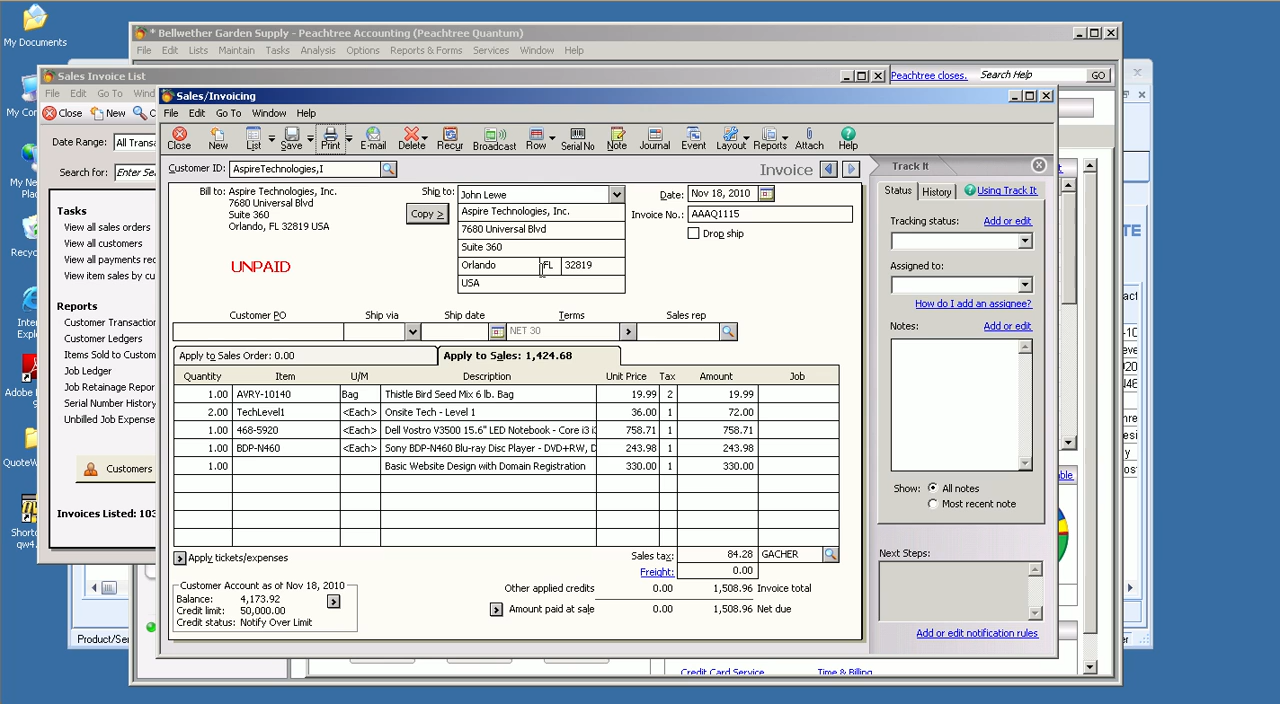 My Documents
* Bellwether Garden Supply - Peachtree Accounting (Peachtree Quantum)
File Edit Lists Maintain Tasks Analysis Options Reports & Forms Services Window Help
Peachtree closes. Search Help GO
Sales Invoice List
File Edit Go To
Close New
Date Range: All
Search for:
Tasks
View all sales orders
View all customers
View all payments
View item sales by
Reports
Customer
Customer Ledgers
Items Sold to
Job Ledger
Job Retainage
Serial Number History
Unbilled Job
Customers
Invoices Listed:
Sales/Invoicing
File Edit Go To Window Help
Close New List Save Print E-mail Delete Recur Broadcast Row Serial No Note Journal Event Layout Reports Attach Help
Customer ID: AspireTechnologies,I
Invoice
Bill to: Aspire Technologies, Inc.
7680 Universal Blvd
Suite 360
Orlando, FL 32819 USA
UNPAID
Copy >
Ship to: John Lewe
Aspire Technologies, Inc.
7680 Universal Blvd
Suite 360
Orlando FL 32819
USA
Date: Nov 18, 2010
Invoice No.: AAAQ1115
Drop ship
Customer PO Ship via Ship date Terms Sales rep
NET 30
Apply to Sales Order: 0.00 Apply to Sales: 1,424.68
Quantity Item U/M Description Unit Price Tax Amount Job
1.00 AVRY-10140 Bag Thistle Bird Seed Mix 6 lb. Bag 19.99 2 19.99
2.00 TechLevel1 <Each> Onsite Tech - Level 1 36.00 1 72.00
1.00 468-5920 <Each> Dell Vostro V3500 15.6" LED Notebook - Core i3 758.71 1 758.71
1.00 BDP-N460 <Each> Sony BDP-N460 Blu-ray Disc Player - DVD+RW, D 243.98 1 243.98
1.00 Basic Website Design with Domain Registration 330.00 1 330.00
Apply tickets/expenses
Sales tax: 84.28 GACHER
Freight: 0.00
Customer Account as of Nov 18, 2010
Balance: 4,173.92
Credit limit: 50,000.00
Credit status: Notify Over Limit
Other applied credits 0.00 1,508.96 Invoice total
Amount paid at sale 0.00 1,508.96 Net due
Track It
Status History Using Track It
Tracking status: Add or edit
Assigned to:
How do I add an assignee?
Notes: Add or edit
Show: All notes
Most recent note
Next Steps:
Add or edit notification rules
Credit Card Service Time & Billing